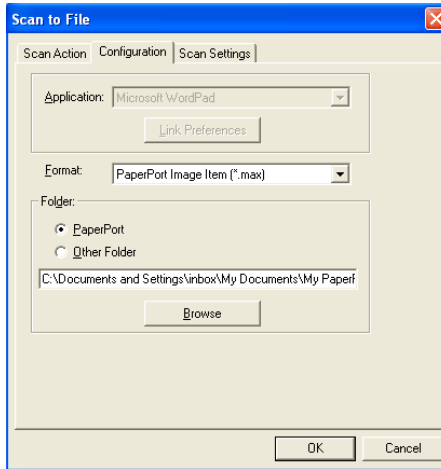 Scan to File
Scan Action Configuration Scan Settings
Application: Microsoft WordPad
Link Preferences
Format: PaperPort Image Item (*.max)
Folder:
PaperPort
Other Folder
C:\Documents and Settings\inbox\My Documents\My PaperF
Browse
OK Cancel